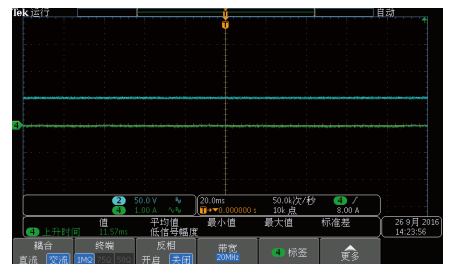 Tek 运行 自动
T
4
2 50.0 V
4 1.00 A
20.0ms 50.0k次/秒 4 /
T→▼0.000000 s 10k 点 8.00 A
值 平均值 最小值 最大值 标准差
4 上升时间 11.57ms 低信号幅度
26 9月 2016
14:23:56
耦合 终端 反相 带宽 4 标签 更多
直流 交流 1MΩ 75Ω 50Ω 开启 关闭 20MHz